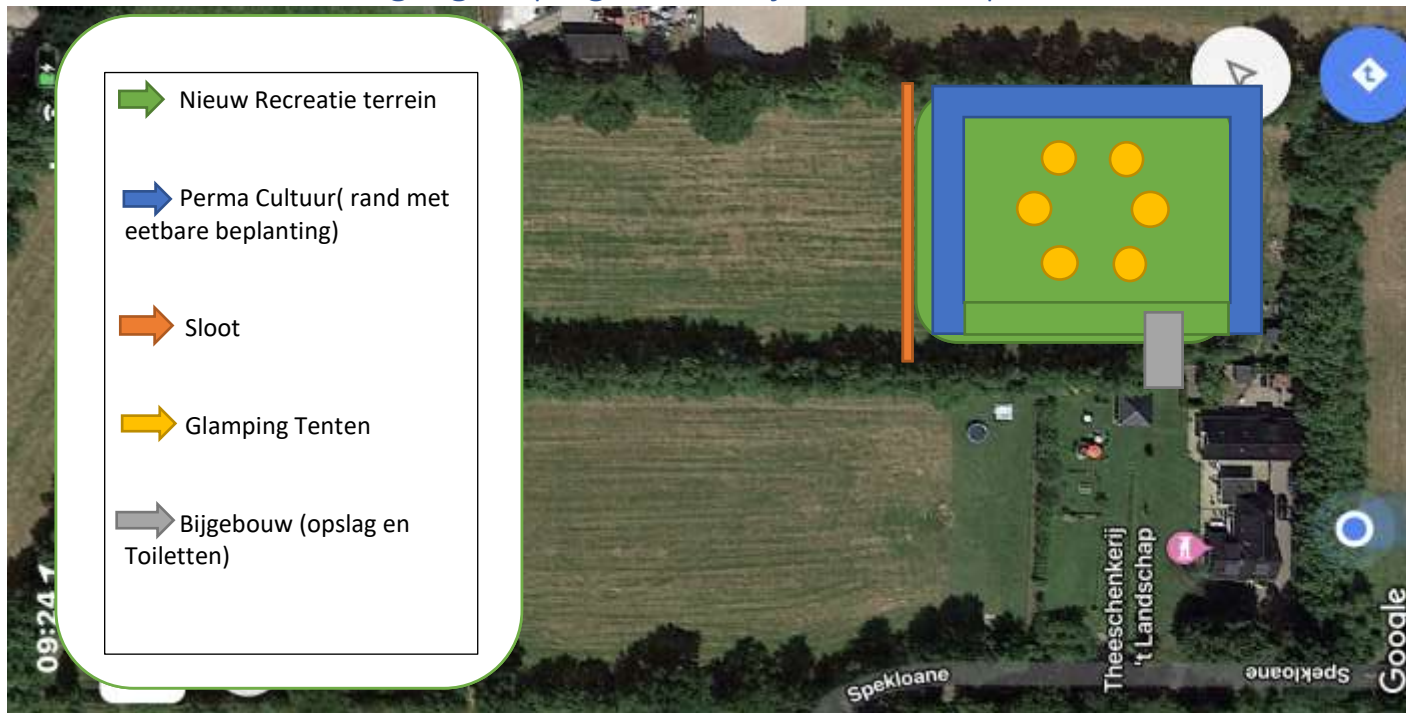 Nieuw Recreatie terrein
Perma Cultuur( rand met
eetbare beplanting)
Sloot
Glamping Tenten
Bijgebouw (opslag en
Toiletten)
09:24
Theeschenkerij
't Landschap
Spekloane
Spekloane
Google
t